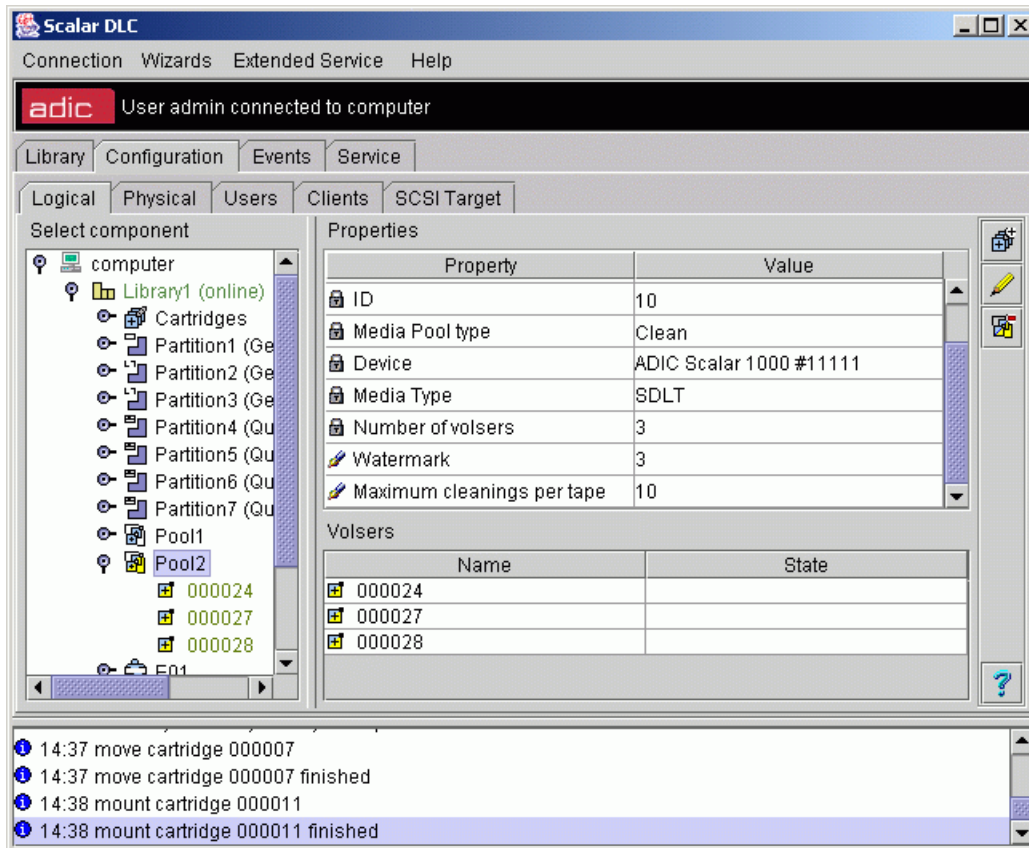 Scalar DLC
Connection Wizards Extended Service Help
adic User admin connected to computer
Library Configuration Events Service
Logical Physical Users Clients SCSI Target
Select component
computer
Library1 (online)
Cartridges
Partition1 (Ge
Partition2 (Ge
Partition3 (Ge
Partition4 (Qu
Partition5 (Qu
Partition6 (Qu
Partition7 (Qu
Pool1
Pool2
000024
000027
000028
E01
Properties
Property Value
ID 10
Media Pool type Clean
Device ADIC Scalar 1000 #11111
Media Type SDLT
Number of volsers 3
Watermark 3
Maximum cleanings per tape 10
Volsers
Name State
000024
000027
000028
14:37 move cartridge 000007
14:37 move cartridge 000007 finished
14:38 mount cartridge 000011
14:38 mount cartridge 000011 finished